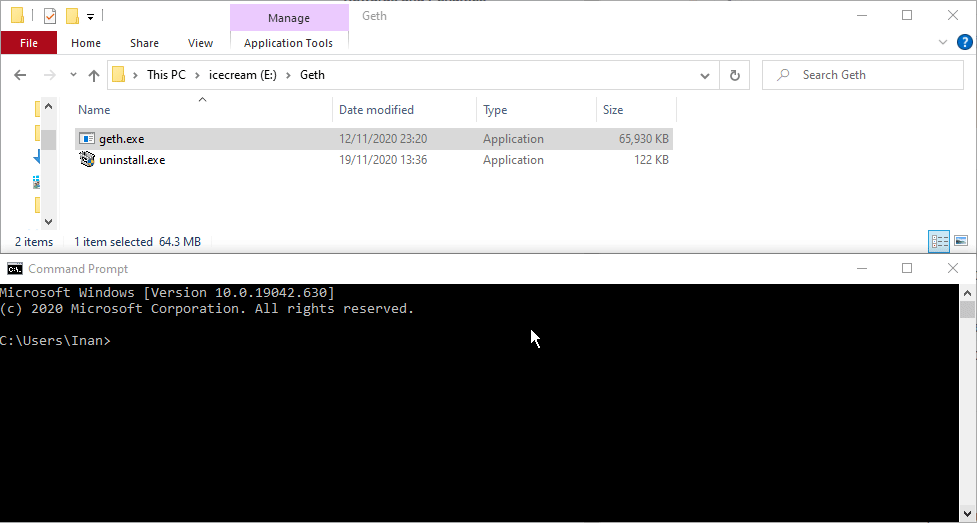 Manage
Geth
File
Home
Share
View
Application Tools
This PC
icecream (E:)
Geth
Search Geth
Name
Date modified
Type
Size
geth.exe
12/11/2020 23:20
Application
65,930 KB
uninstall.exe
19/11/2020 13:36
Application
122 KB
2 items
1 item selected 64.3 MB
C:\.
Command Prompt
Microsoft Windows [Version 10.0.19042.630]
(c) 2020 Microsoft Corporation. All rights reserved.
C:\Users\Inan>